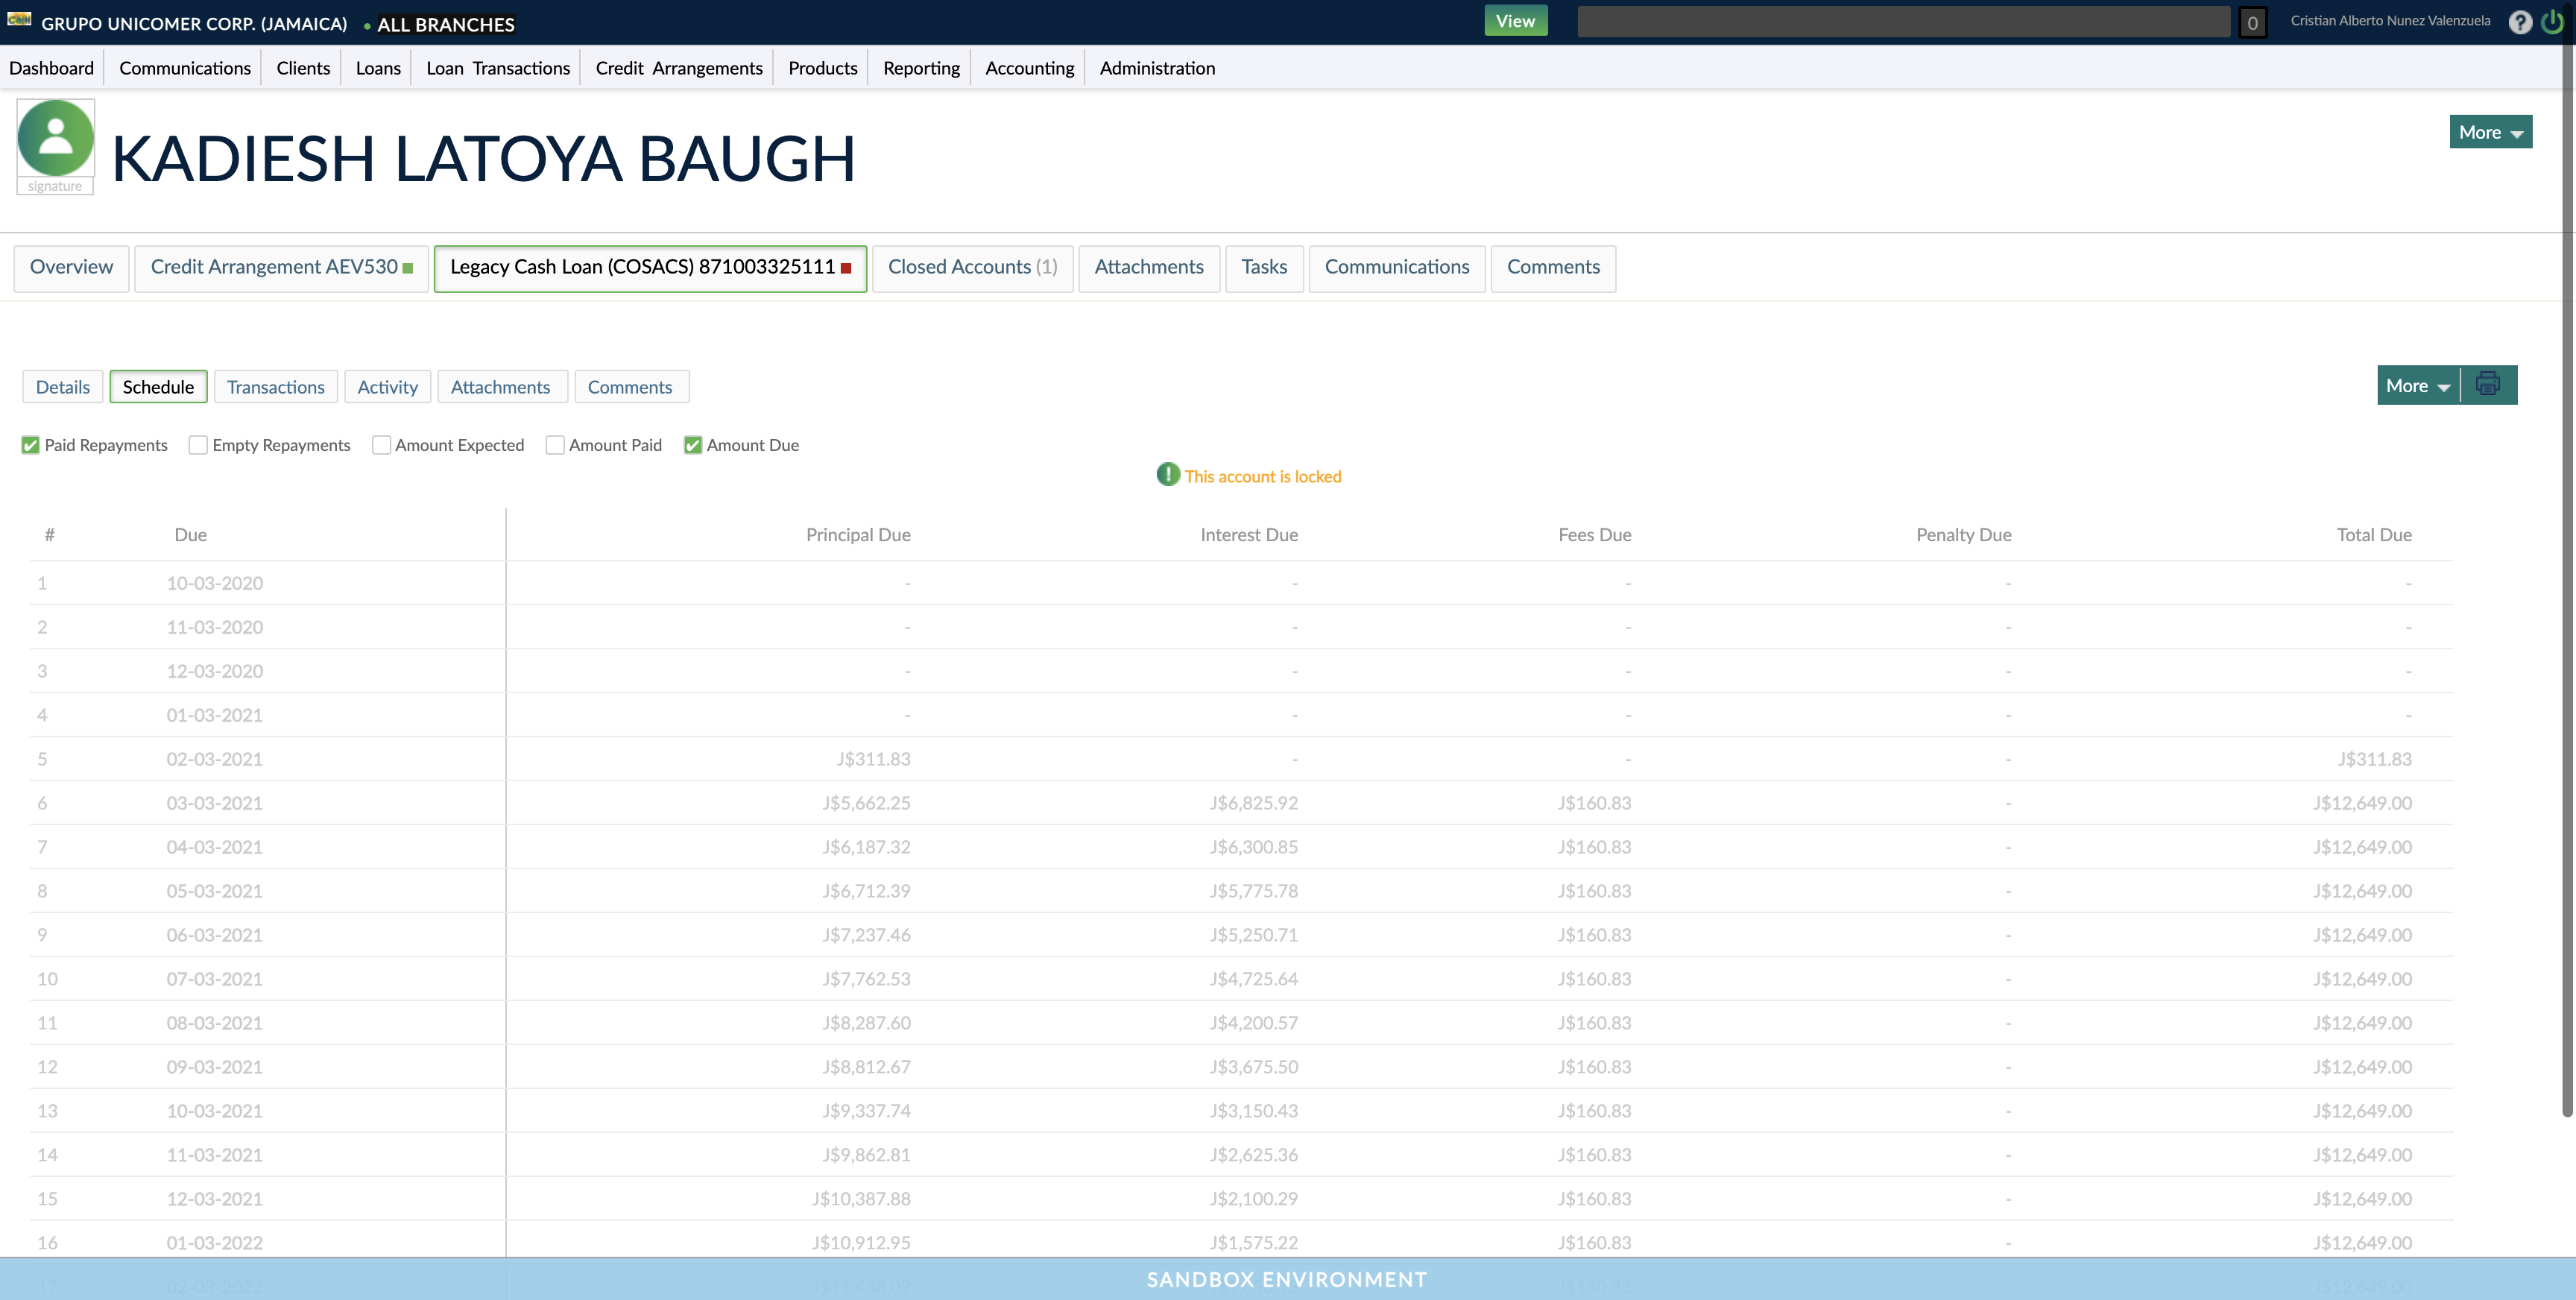 GRUPO UNICOMER CORP. (JAMAICA) • ALL BRANCHES View 0 Cristian Alberto Nunez Valenzuela ?
Dashboard Communications Clients Loans Loan Transactions Credit Arrangements Products Reporting Accounting Administration
signature
KADIESH LATOYA BAUGH
More
Overview Credit Arrangement AEV530 Legacy Cash Loan (COSACS) 871003325111 Closed Accounts (1) Attachments Tasks Communications Comments
Details Schedule Transactions Activity Attachments Comments More
Paid Repayments Empty Repayments Amount Expected Amount Paid Amount Due
This account is locked
# Due Principal Due Interest Due Fees Due Penalty Due Total Due
1 10-03-2020 - - - - -
2 11-03-2020 - - - - -
3 12-03-2020 - - - - -
4 01-03-2021 - - - - -
5 02-03-2021 J$311.83 - - - J$311.83
6 03-03-2021 J$5,662.25 J$6,825.92 J$160.83 - J$12,649.00
7 04-03-2021 J$6,187.32 J$6,300.85 J$160.83 - J$12,649.00
8 05-03-2021 J$6,712.39 J$5,775.78 J$160.83 - J$12,649.00
9 06-03-2021 J$7,237.46 J$5,250.71 J$160.83 - J$12,649.00
10 07-03-2021 J$7,762.53 J$4,725.64 J$160.83 - J$12,649.00
11 08-03-2021 J$8,287.60 J$4,200.57 J$160.83 - J$12,649.00
12 09-03-2021 J$8,812.67 J$3,675.50 J$160.83 - J$12,649.00
13 10-03-2021 J$9,337.74 J$3,150.43 J$160.83 - J$12,649.00
14 11-03-2021 J$9,862.81 J$2,625.36 J$160.83 - J$12,649.00
15 12-03-2021 J$10,387.88 J$2,100.29 J$160.83 - J$12,649.00
16 01-03-2022 J$10,912.95 J$1,575.22 J$160.83 - J$12,649.00
17 02-03-2022 J$11,438.02 J$160.83 J$12,649.00
SANDBOX ENVIRONMENT